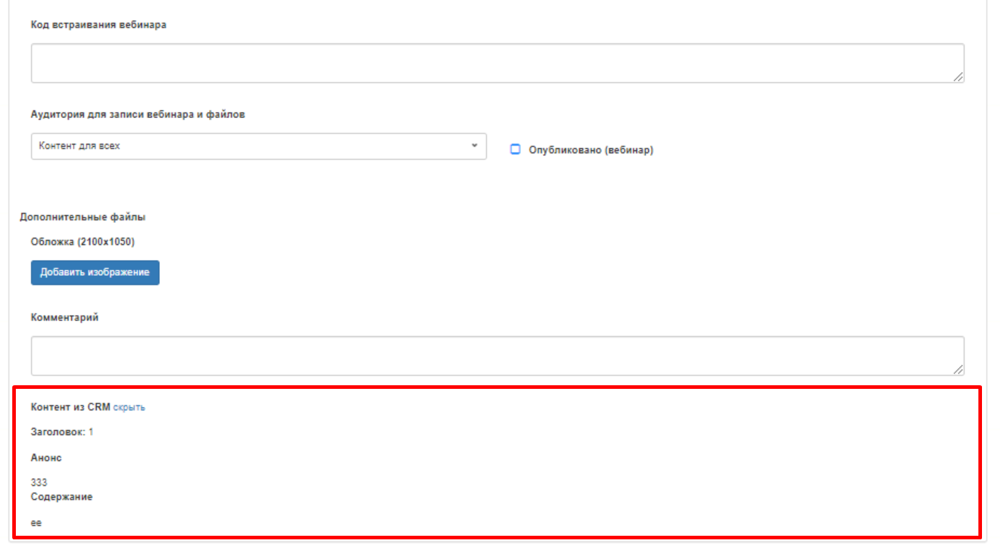 Код встраивания вебинара
Аудитория для записи вебинара и файлов
Контент для всех
Опубликовано (вебинар)
Дополнительные файлы
Обложка (2100x1050)
Добавить изображение
Комментарий
Контент из CRM скрыть
Заголовок: 1
Анонс
333
Содержание
ее